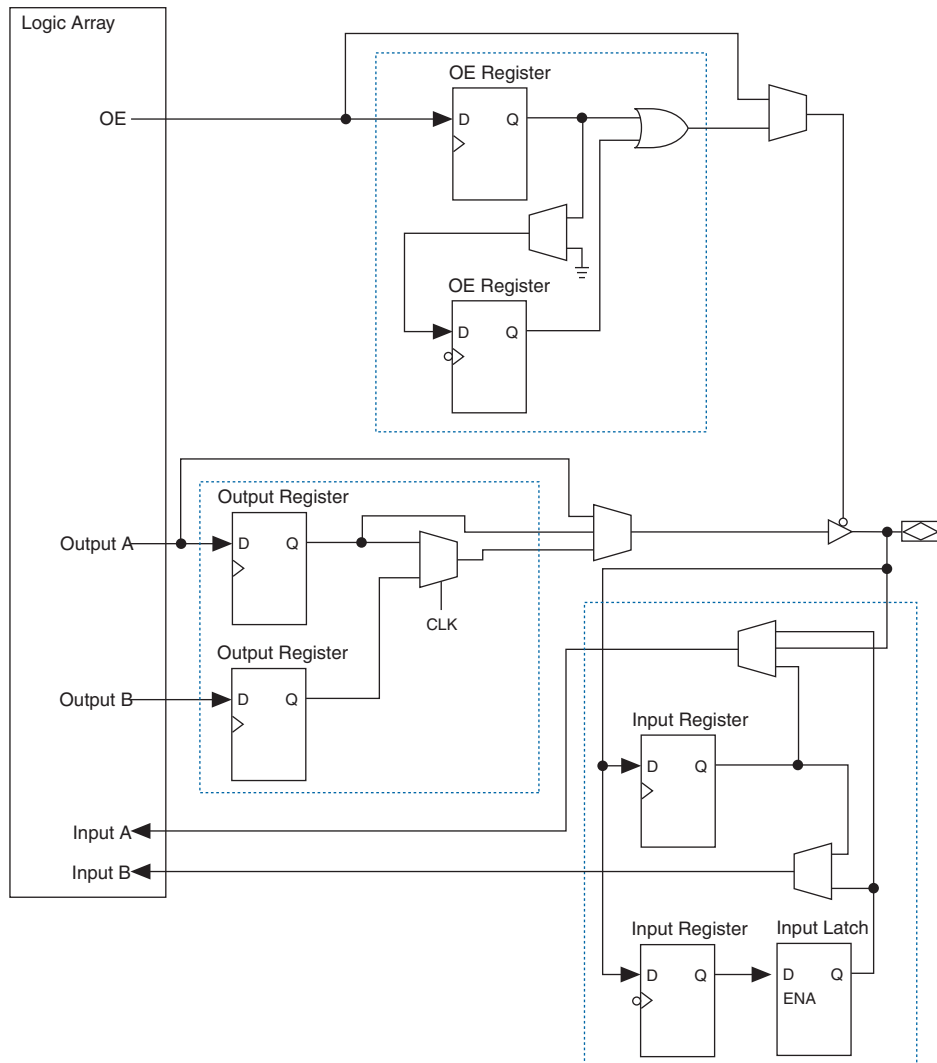 Logic Array
OE Register
OE
D Q
OE Register
D Q
Output Register
Output A
D Q
CLK
Output Register
Output B
D Q
Input Register
D Q
Input A
Input B
Input Register
Input Latch
D Q
D Q
ENA